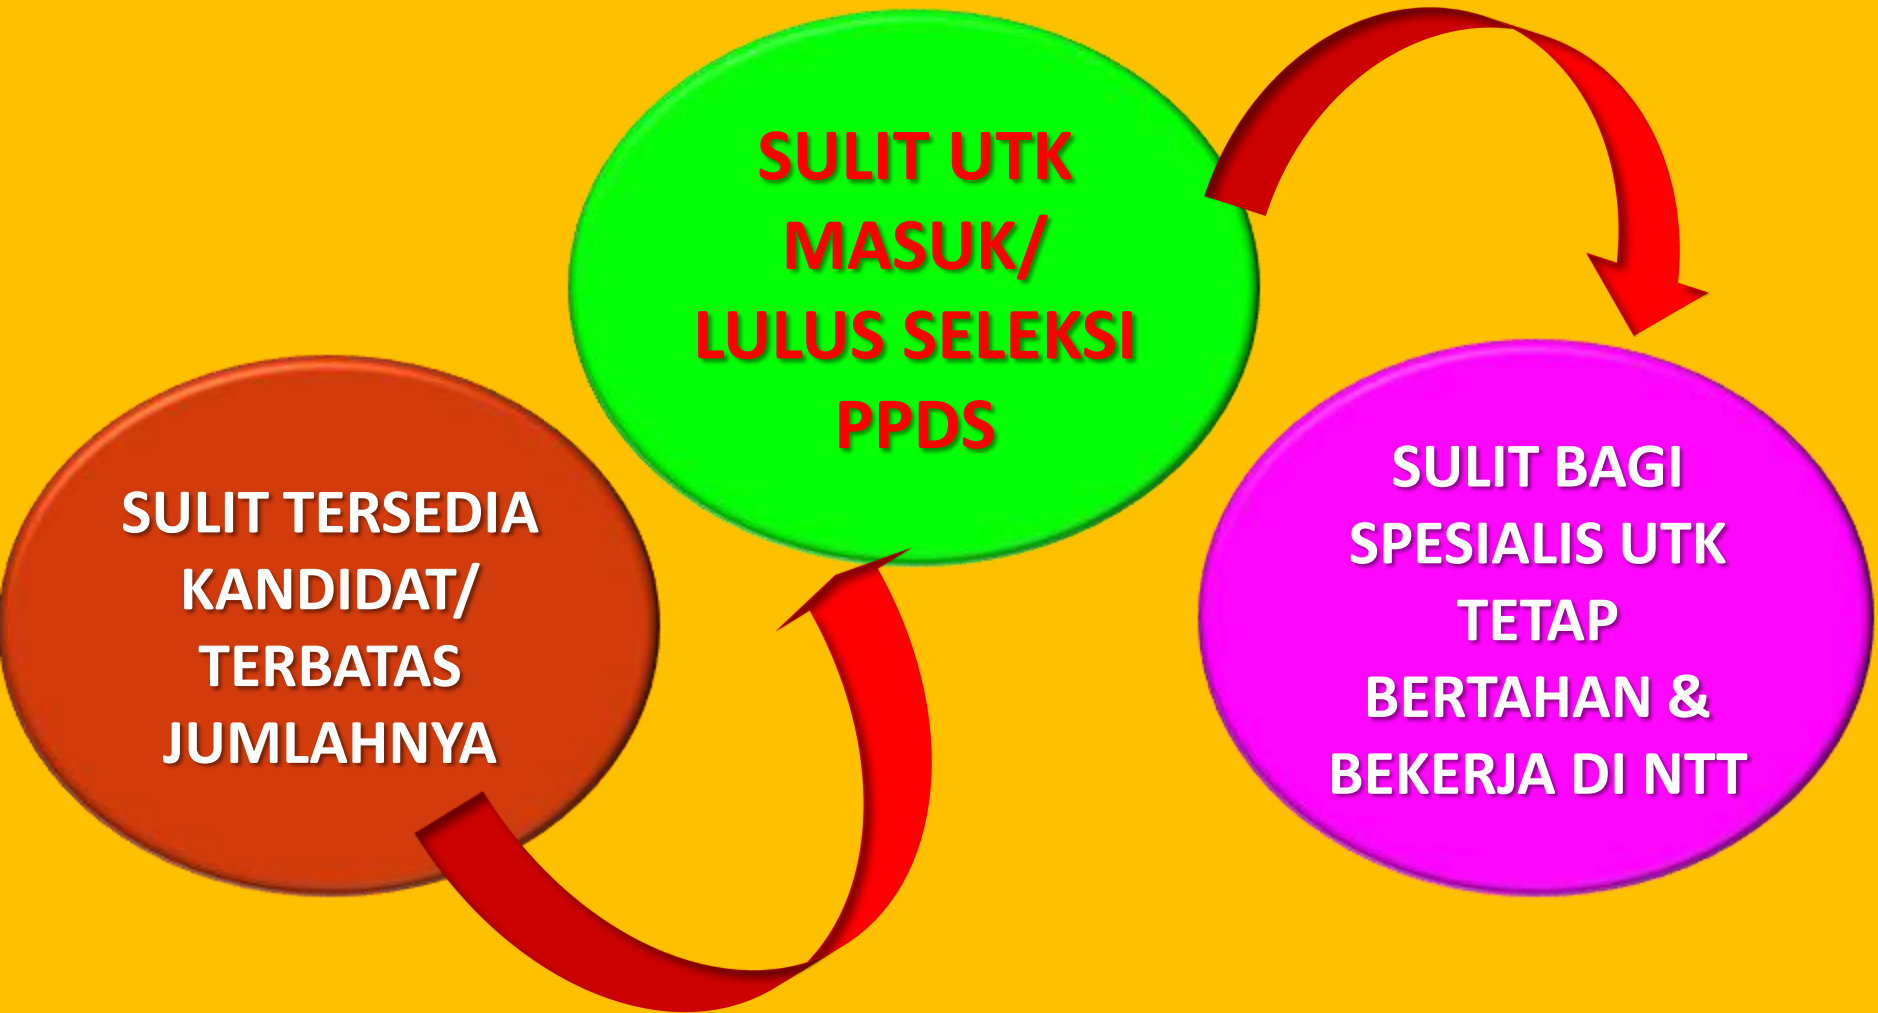 SULIT TERSEDIA
KANDIDAT/
TERBATAS
JUMLAHNYA
SULIT UTK
MASUK/
LULUS SELEKSI
PPDS
SULIT BAGI
SPESIALIS UTK
TETAP
BERTAHAN &
BEKERJA DI NTT